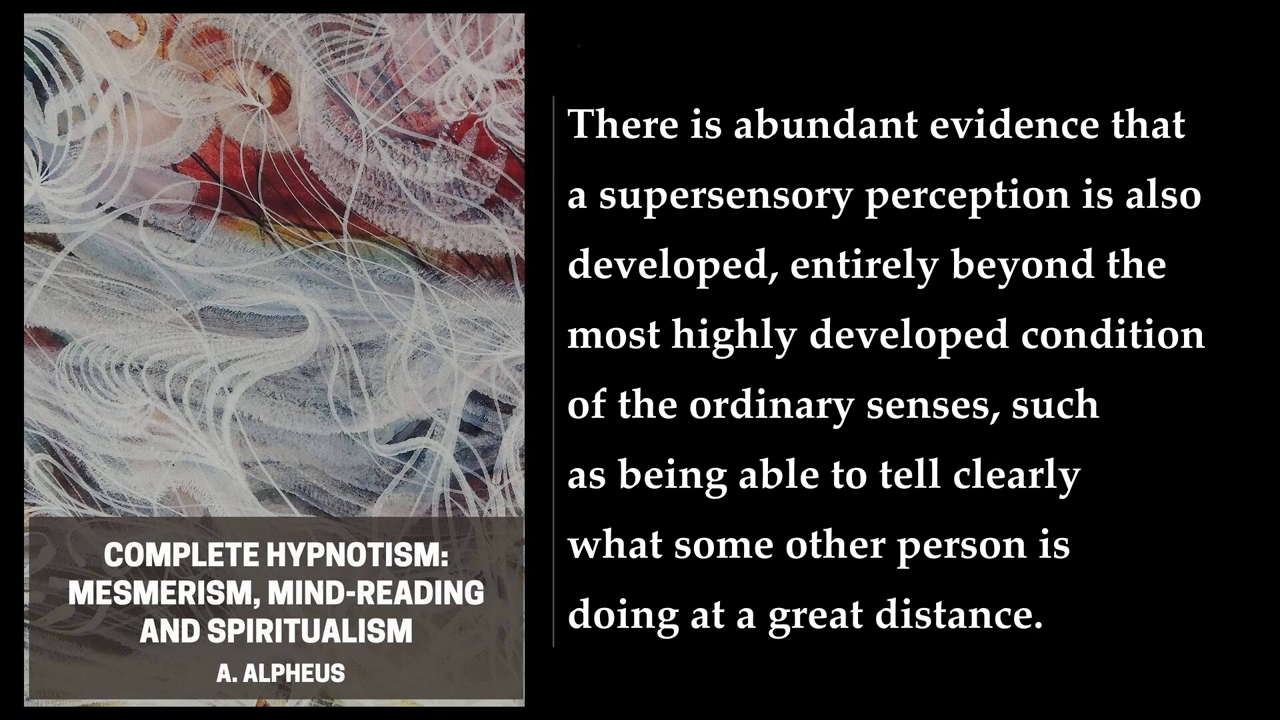 COMPLETE HYPNOTISM:
MESMERISM, MIND-READING
AND SPIRITUALISM
A. ALPHEUS
There is abundant evidence that
a supersensory perception is also
developed, entirely beyond the
most highly developed condition
of the ordinary senses, such
as being able to tell clearly
what some other person is
doing at a great distance.